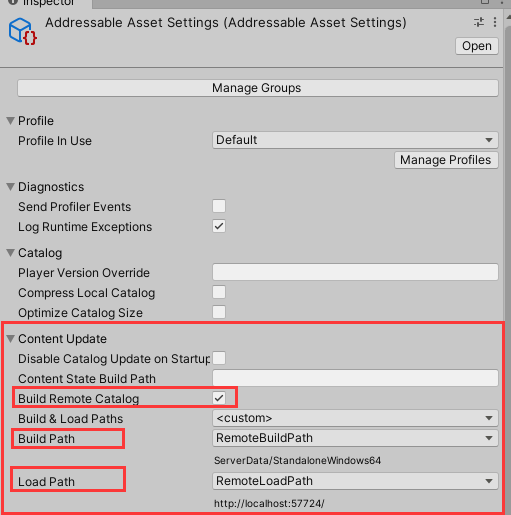 Inspector
Addressable Asset Settings (Addressable Asset Settings)
Open
Manage Groups
Profile
Profile In Use Default
Manage Profiles
Diagnostics
Send Profiler Events
Log Runtime Exceptions
Catalog
Player Version Override
Compress Local Catalog
Optimize Catalog Size
Content Update
Disable Catalog Update on Startup
Content State Build Path
Build Remote Catalog
Build & Load Paths <custom>
Build Path RemoteBuildPath
ServerData/StandaloneWindows64
Load Path RemoteLoadPath
http://localhost:57724/